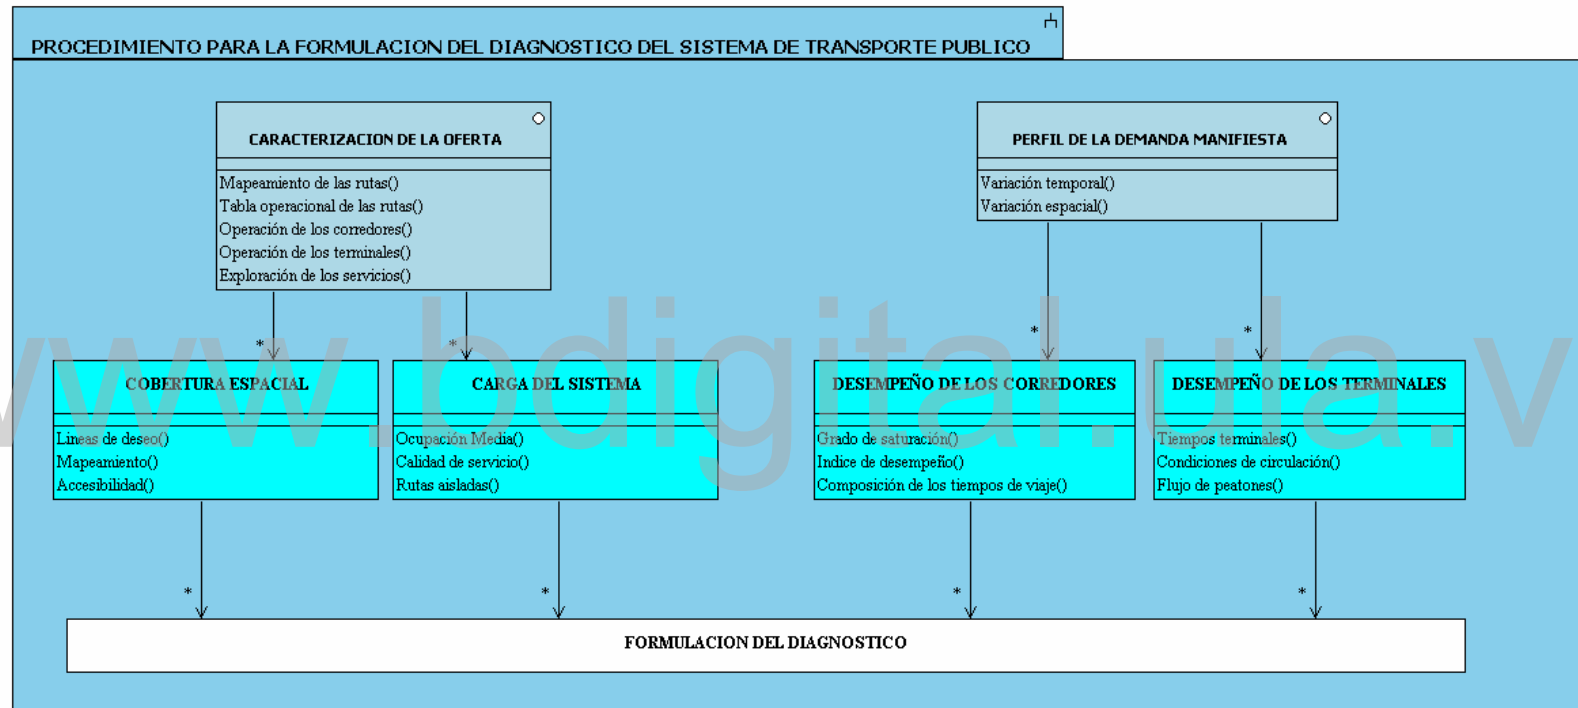 PROCEDIMIENTO PARA LA FORMULACION DEL DIAGNOSTICO DEL SISTEMA DE TRANSPORTE PUBLICO
CARACTERIZACION DE LA OFERTA
Mapeamiento de las rutas()
Tabla operacional de las rutas()
Operación de los corredores()
Operación de los terminales()
Exploración de los servicios()
PERFIL DE LA DEMANDA MANIFIESTA
Variación temporal()
Variación espacial()
*
*
*
*
COBERTURA ESPACIAL
Lineas de deseo()
Mapeamiento()
Accesibilidad()
CARGA DEL SISTEMA
Ocupación Media()
Calidad de servicio()
Rutas aisladas()
DESEMPEÑO DE LOS CORREDORES
Grado de saturación()
Indice de desempeño()
Composición de los tiempos de viaje()
DESEMPEÑO DE LOS TERMINALES
Tiempos terminales()
Condiciones de circulación()
Flujo de peatones()
*
*
*
*
FORMULACION DEL DIAGNOSTICO
www.bdigital.ula.v